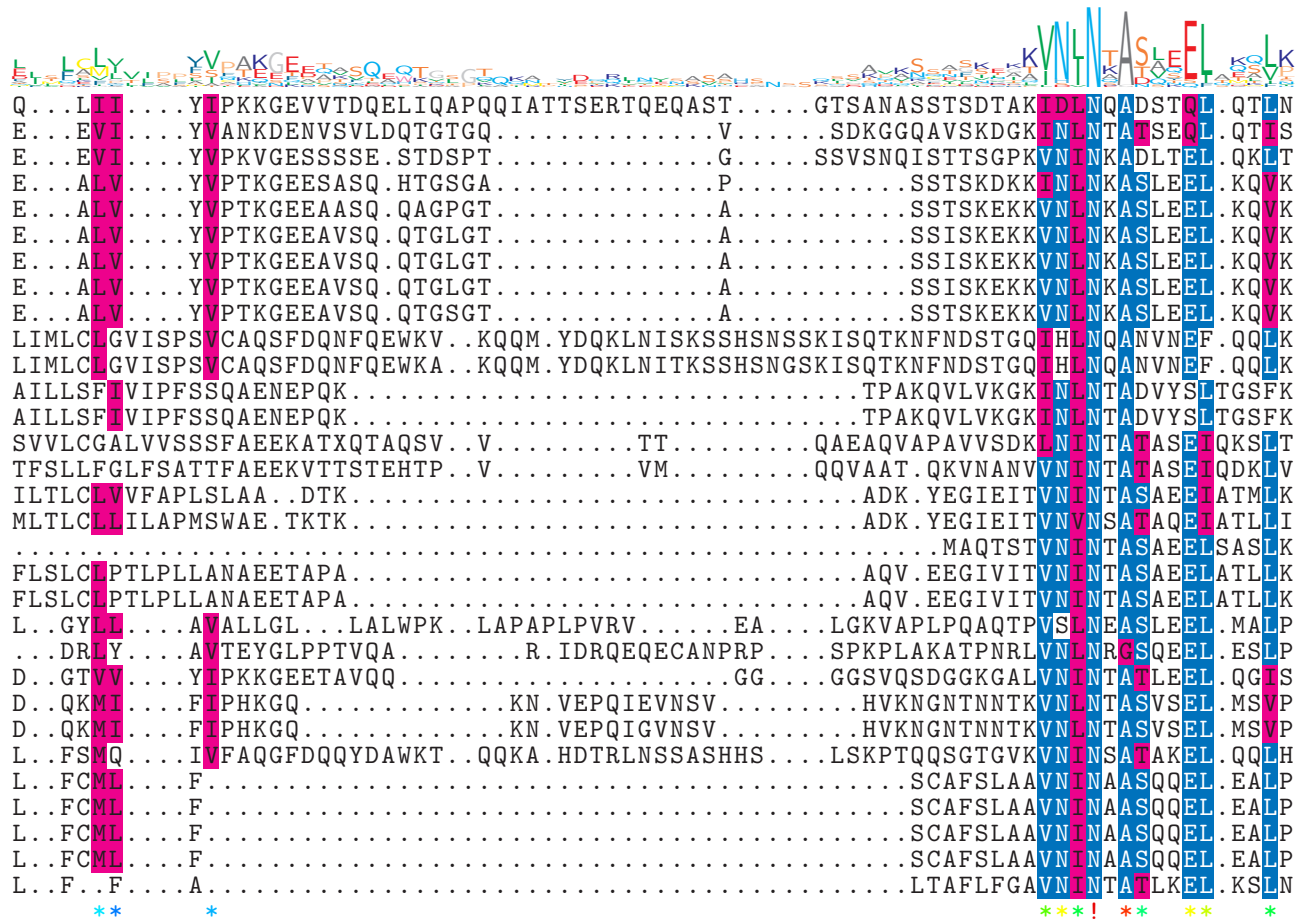 Q...LII....YIPKKGEVVTDQELIQAPQQIATTSERTQEQAST.....GTSANASSTSDTAKIDLNQADSTQL.QTLN
E...EVI....YVANKDENVSVLDQTGTGQ..............V......SDKGGQAVSKDGKINLNTATSEQL.QTIS
E...EVI....YVPKVGESSSSE.STDSPT..............G.....SSVSNQISTTSGPKVNINKADLTEL.QKLT
E...ALV....YVPTKGEESASQ.HTGSGA..............P...........SSTSKDKKINLNKASLEEL.KQVK
E...ALV....YVPTKGEEAASQ.QAGPGT..............A...........SSTSKEKKVNLNKASLEEL.KQVK
E...ALV....YVPTKGEEAVSQ.QTGLGT..............A...........SSISKEKKVNLNKASLEEL.KQVK
E...ALV....YVPTKGEEAVSQ.QTGLGT..............A...........SSISKEKKVNLNKASLEEL.KQVK
E...ALV....YVPTKGEEAVSQ.QTGLGT..............A...........SSISKEKKVNLNKASLEEL.KQVK
E...ALV....YVPTKGEEAVSQ.QTGSGT..............A...........SSTSKEKKVNLNKASLEEL.KQVK
LIMLCLGVISPSVCAQSFDQNFQEWKV..KQQM.YDQKLNISKSSHSNSSKISQTKNFNDSTGQIHLNQANVNEF.QQLK
LIMLCLGVISPSVCAQSFDQNFQEWKA..KQQM.YDQKLNITKSSHSNGSKISQTKNFNDSTGQIHLNQANVNEF.QQLK
AILLSFIVIPFSSQAENEPQK................................TPAKQVLVKGKINLNTADVYSLTGSFK
AILLSFIVIPFSSQAENEPQK................................TPAKQVLVKGKINLNTADVYSLTGSFK
SVVLCGALVVSSSFAEEKATXQTAQSV..V.........TT.........QAEAQVAPAVVSDKLNINTATASEIQKSLT
TFSLLFGLFSATTFAEEKVTTSTEHTP..V.........VM.........QQVAAT.QKVNANVVNINTATASEIQDKLV
ILTLCLVVFAPLSLAA..DTK................................ADK.YEGIEITVNINTASAEEIATMLK
MLTLCLLILAPMSWAE.TKTK................................ADK.YEGIEITVNVNSATAQEIATLLI
..........................................................MAQTSTVNINTASAEELSASLK
FLSLCLPTLPLLANAEETAPA................................AQV.EEGIVITVNINTASAEELATLLK
FLSLCLPTLPLLANAEETAPA................................AQV.EEGIVITVNINTASAEELATLLK
L..GYLL....AVALLGL...LALWPK..LAPAPLPVRV......EA....LGKVAPLPQAQTPVSLNEASLEEL.MALP
...DRLY....AVTEYGLPPTVQA........R.IDRQEQECANPRP....SPKPLAKATPNRLVNLNRGSQEEL.ESLP
D..GTVV....YIPKKGEETAVQQ.....................GG....GGSVQSDGGKGALVNINTATLEEL.QGIS
D..QKMI....FIPHKGQ.............KN.VEPQIEVNSV.........HVKNGNTNNTKVNLNTASVSEL.MSVP
D..QKMI....FIPHKGQ.............KN.VEPQIGVNSV.........HVKNGNTNNTKVNLNTASVSEL.MSVP
L..FSMQ....IVFAQGFDQQYDAWKT..QQKA.HDTRLNSSASHHS....LSKPTQQSGTGVKVNINSATAKEL.QQLH
L..FCML....F............................................SCAFSLAAVNINAASQQEL.EALP
L..FCML....F............................................SCAFSLAAVNINAASQQEL.EALP
L..FCML....F............................................SCAFSLAAVNINAASQQEL.EALP
L..FCML....F............................................SCAFSLAAVNINAASQQEL.EALP
L..F..F....A............................................LTAFLFGAVNINTATLKEL.KSLN
** * ***! ** ** *